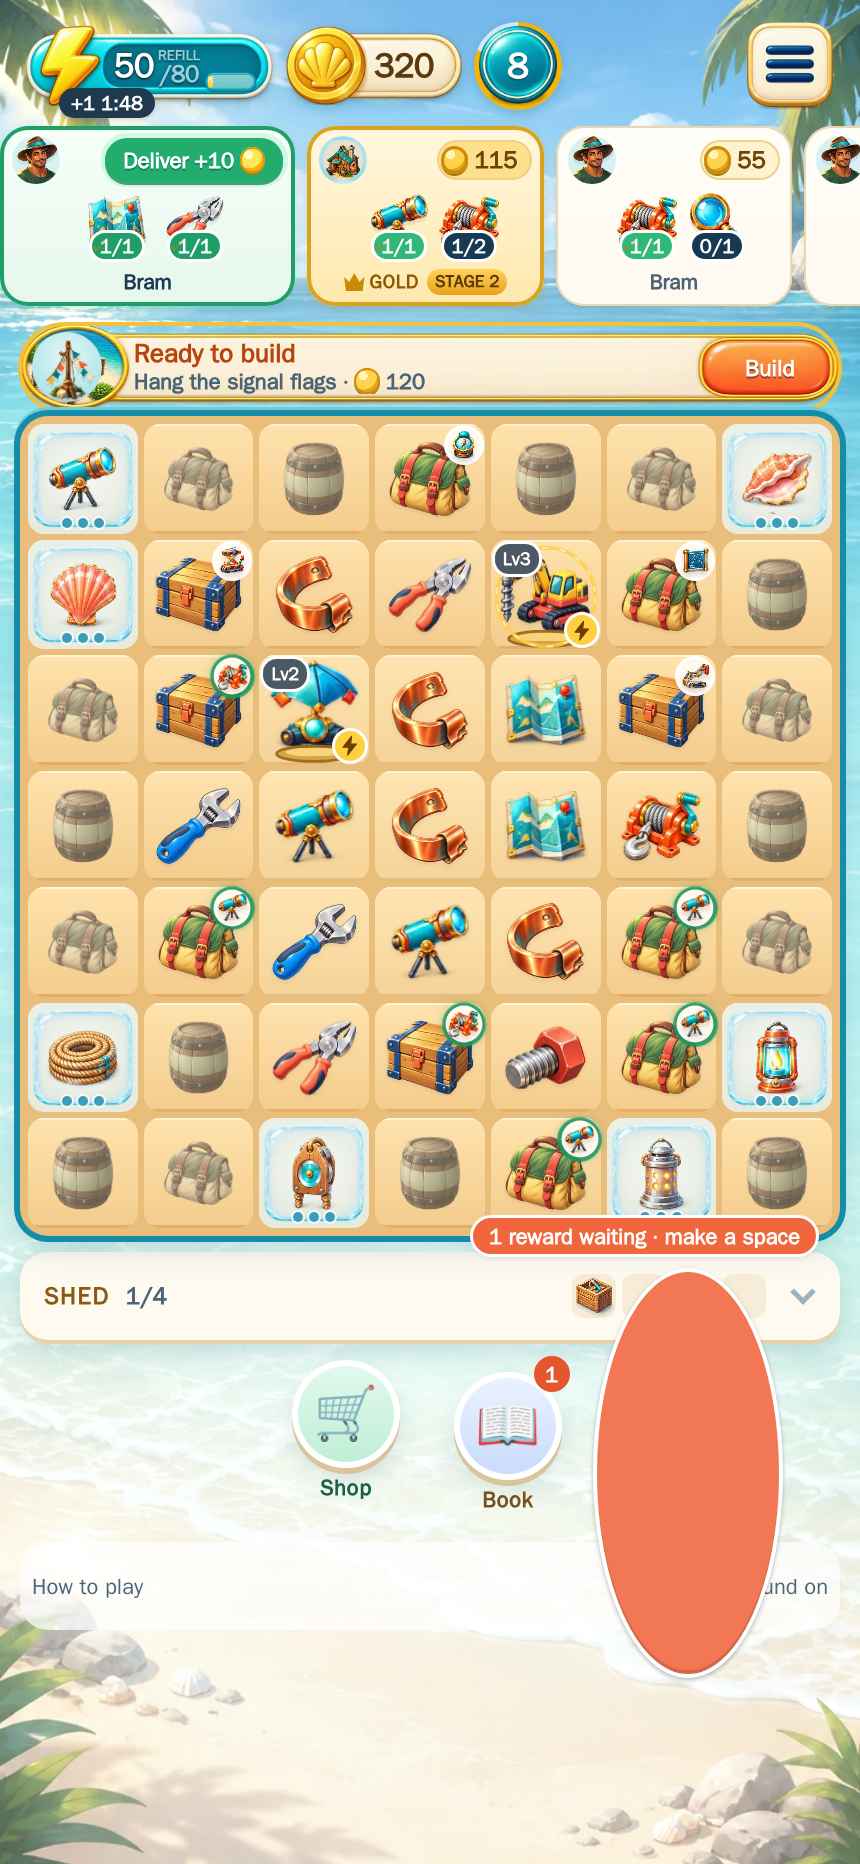 50 REFILL /80
+1 1:48
320
8
Deliver +10
1/1 1/1
Bram
115
1/1 1/2
GOLD STAGE 2
55
1/1 0/1
Bram
Ready to build
Hang the signal flags · 120
Build
Lv3
Lv2
1 reward waiting · make a space
SHED 1/4
1
Shop
Book
How to play
und on